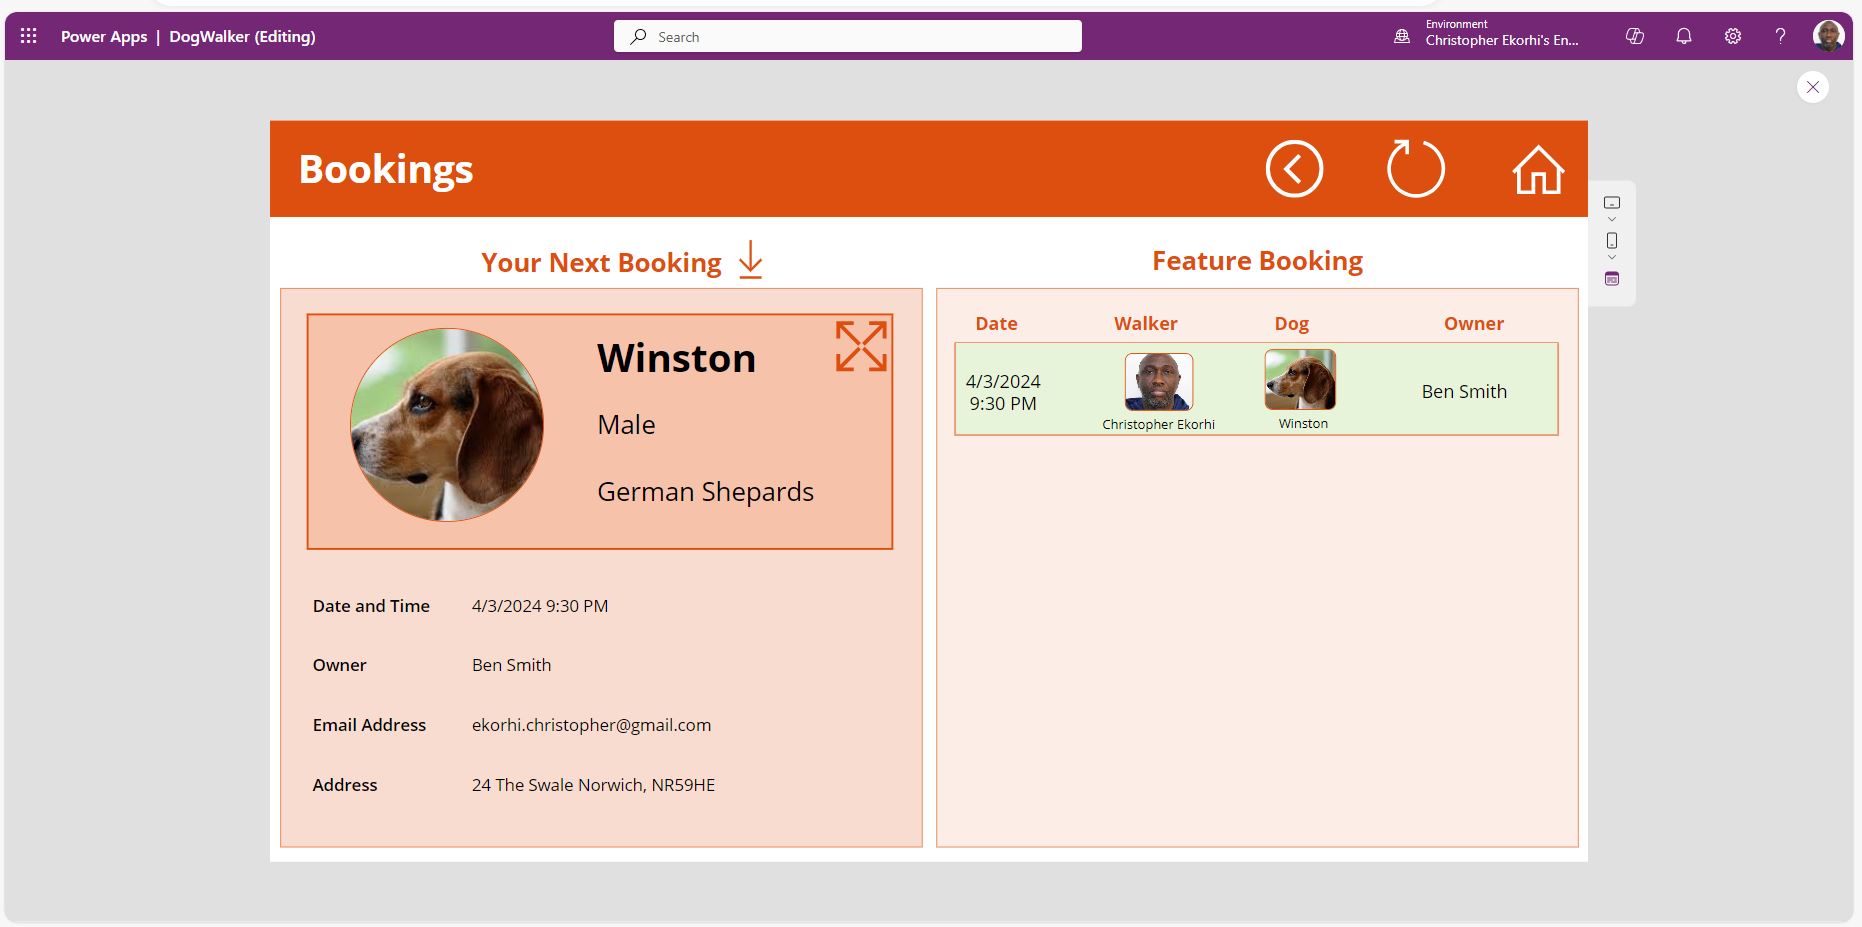 Power Apps | DogWalker (Editing)
Search
Environment
Christopher Ekorhi's En...
Bookings
Your Next Booking
Feature Booking
Winston
Male
German Shepards
Date and Time 4/3/2024 9:30 PM
Owner Ben Smith
Email Address ekorhi.christopher@gmail.com
Address 24 The Swale Norwich, NR59HE
Date Walker Dog Owner
4/3/2024
9:30 PM
Christopher Ekorhi
Winston
Ben Smith